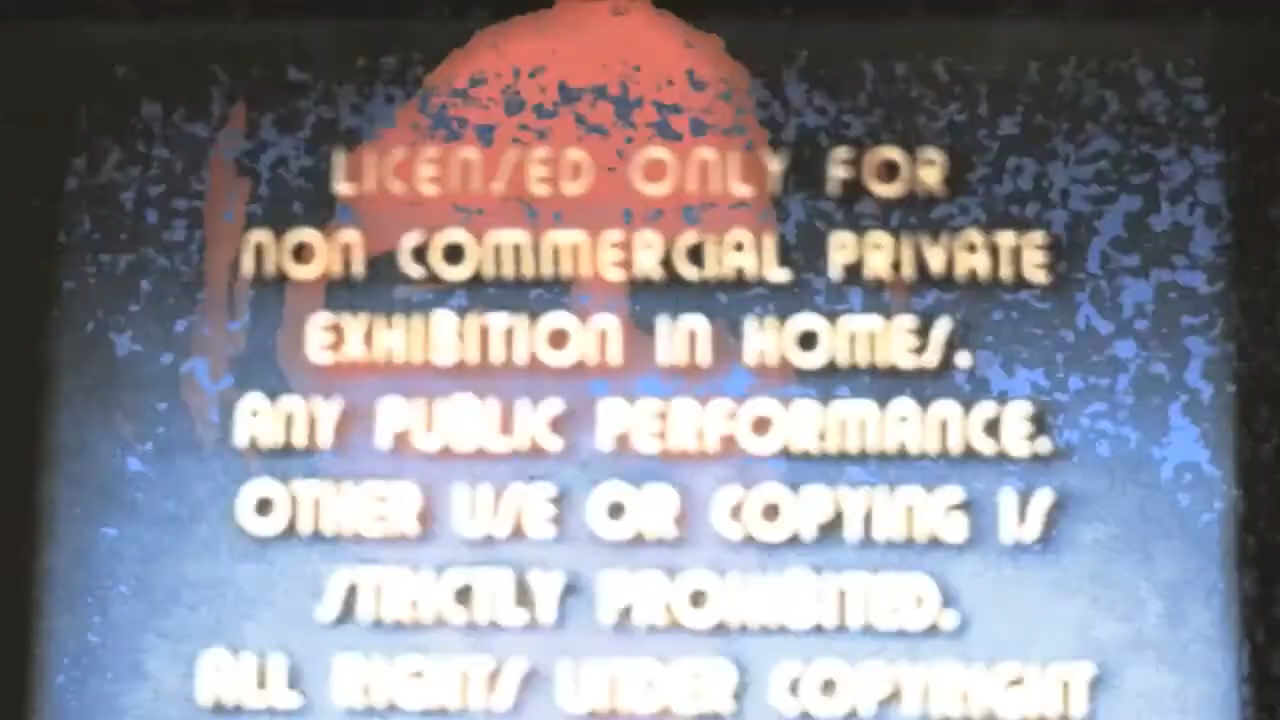 LICENSED ONLY FOR
NON COMMERCIAL PRIVATE
EXHIBITION IN HOMES.
ANY PUBLIC PERFORMANCE.
OTHER USE OR COPYING IS
STRICTLY PROHIBITED.
ALL RIGHTS UNDER COPYRIGHT